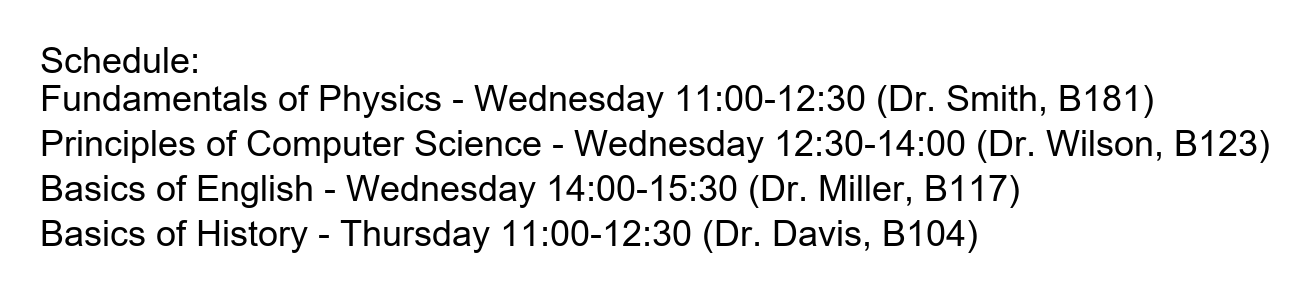 Schedule:
Fundamentals of Physics - Wednesday 11:00-12:30 (Dr. Smith, B181)
Principles of Computer Science - Wednesday 12:30-14:00 (Dr. Wilson, B123)
Basics of English - Wednesday 14:00-15:30 (Dr. Miller, B117)
Basics of History - Thursday 11:00-12:30 (Dr. Davis, B104)